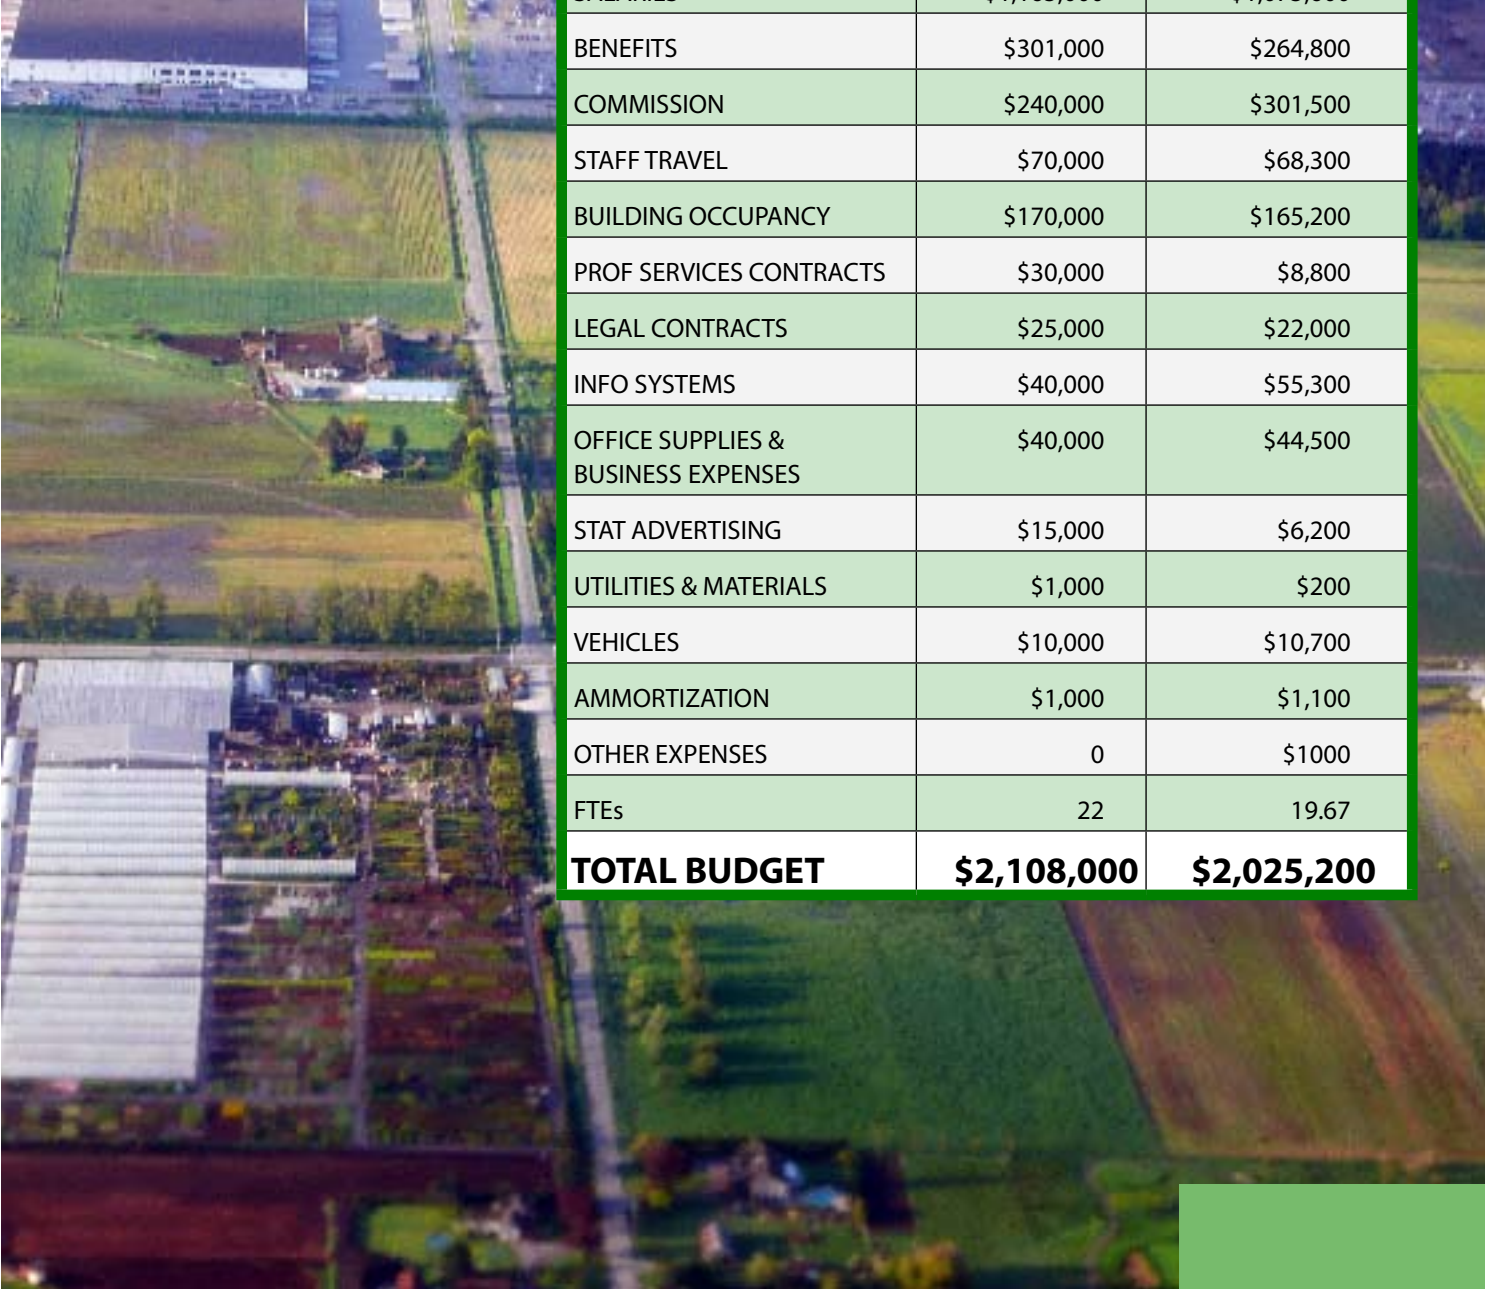 BENEFITS $301,000 $264,800
COMMISSION $240,000 $301,500
STAFF TRAVEL $70,000 $68,300
BUILDING OCCUPANCY $170,000 $165,200
PROF SERVICES CONTRACTS $30,000 $8,800
LEGAL CONTRACTS $25,000 $22,000
INFO SYSTEMS $40,000 $55,300
OFFICE SUPPLIES & $40,000 $44,500
BUSINESS EXPENSES
STAT ADVERTISING $15,000 $6,200
UTILITIES & MATERIALS $1,000 $200
VEHICLES $10,000 $10,700
AMMORTIZATION $1,000 $1,100
OTHER EXPENSES 0 $1000
FTEs 22 19.67
TOTAL BUDGET $2,108,000 $2,025,200